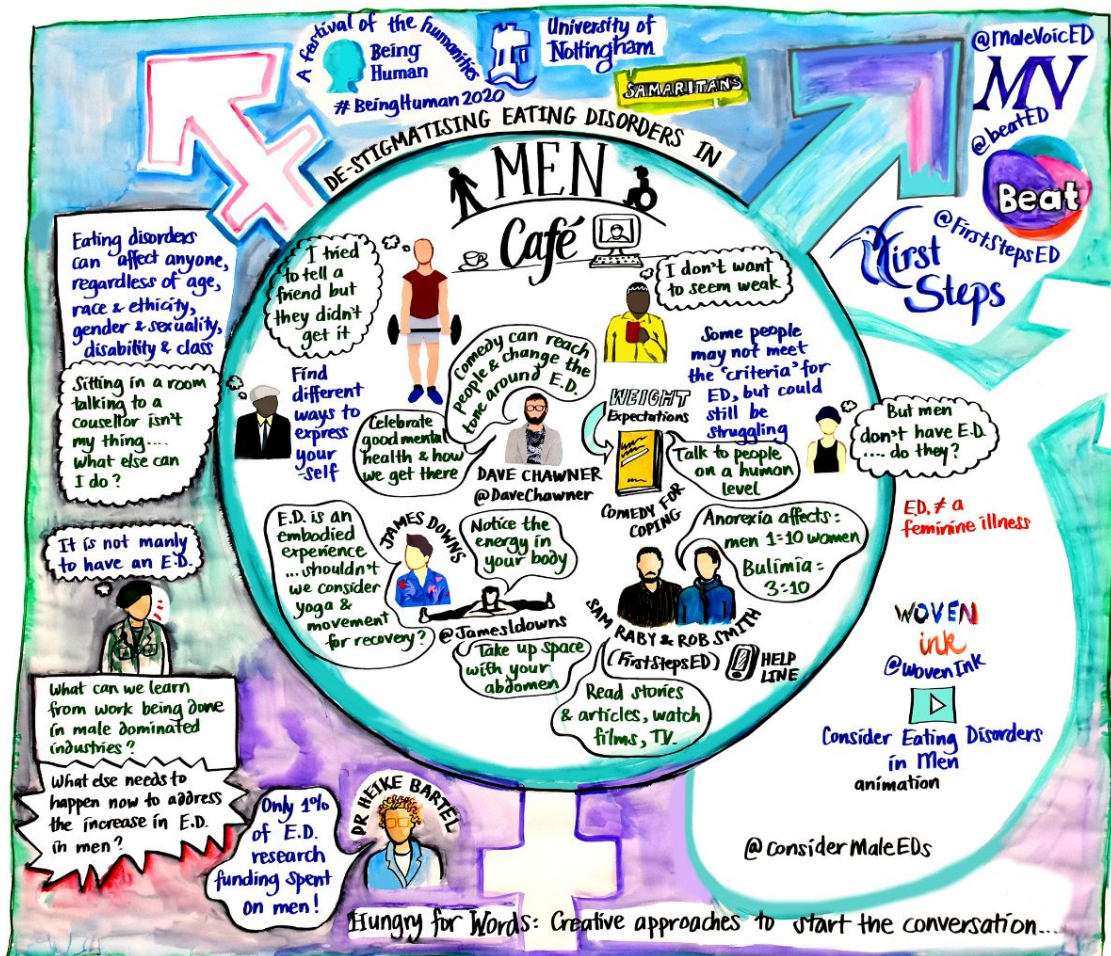 A festival of the humanities
Being
Human
#BeingHuman2020
University of
Nottingham
SAMARITANS
@maleVoicED
MV
@beatED
Beat
@FirstStepsED
First
Steps
DE-STIGMATISING EATING DISORDERS IN
MEN
Café
Eating disorders
can affect anyone,
regardless of age,
race & ethicity,
gender & sexuality,
disability & class
I tried
to tell a
friend but
they didn't
get it
I don't want
to seem weak
Sitting in a room
talking to a
cousellor isn't
my thing....
What else can
I do?
Find
different
ways to
express
your
-self
Comedy can reach
people & change the
tone around E.D.
Celebrate
good mental
health & how
we get there
DAVE CHAWNER
@DaveChawner
WEIGHT
Expectations
Some people
may not meet
the 'criteria' for
ED, but could
still be
struggling
Talk to people
on a human
level
COMEDY FOR
COPING
But men
don't have E.D.
.... do they?
E.D. ≠ a
feminine illness
It is not manly
to have an E.D.
E.D. is an
embodied
experience
...shouldn't
we consider
yoga &
movement
for recovery?
JAMES DOWNS
Notice the
energy in
your body
@Jamesldowns
Take up space
with your
abdomen
Anorexia affects:
men 1:10 women
Bulimia:
3:10
SAM RABY & ROB SMITH
(FirstStepsED)
HELP
LINE
Read stories
& articles, watch
films, TV.
WOVEN
ink
@WovenInk
Consider Eating Disorders
in Men
animation
@considerMaleEDs
What can we learn
from work being done
in male dominated
industries?
What else needs to
happen now to address
the increase in E.D.
in men?
Only 1%
of E.D.
research
funding spent
on men!
DR HEIKE BARTEL
Hungry for Words: Creative approaches to start the conversation...